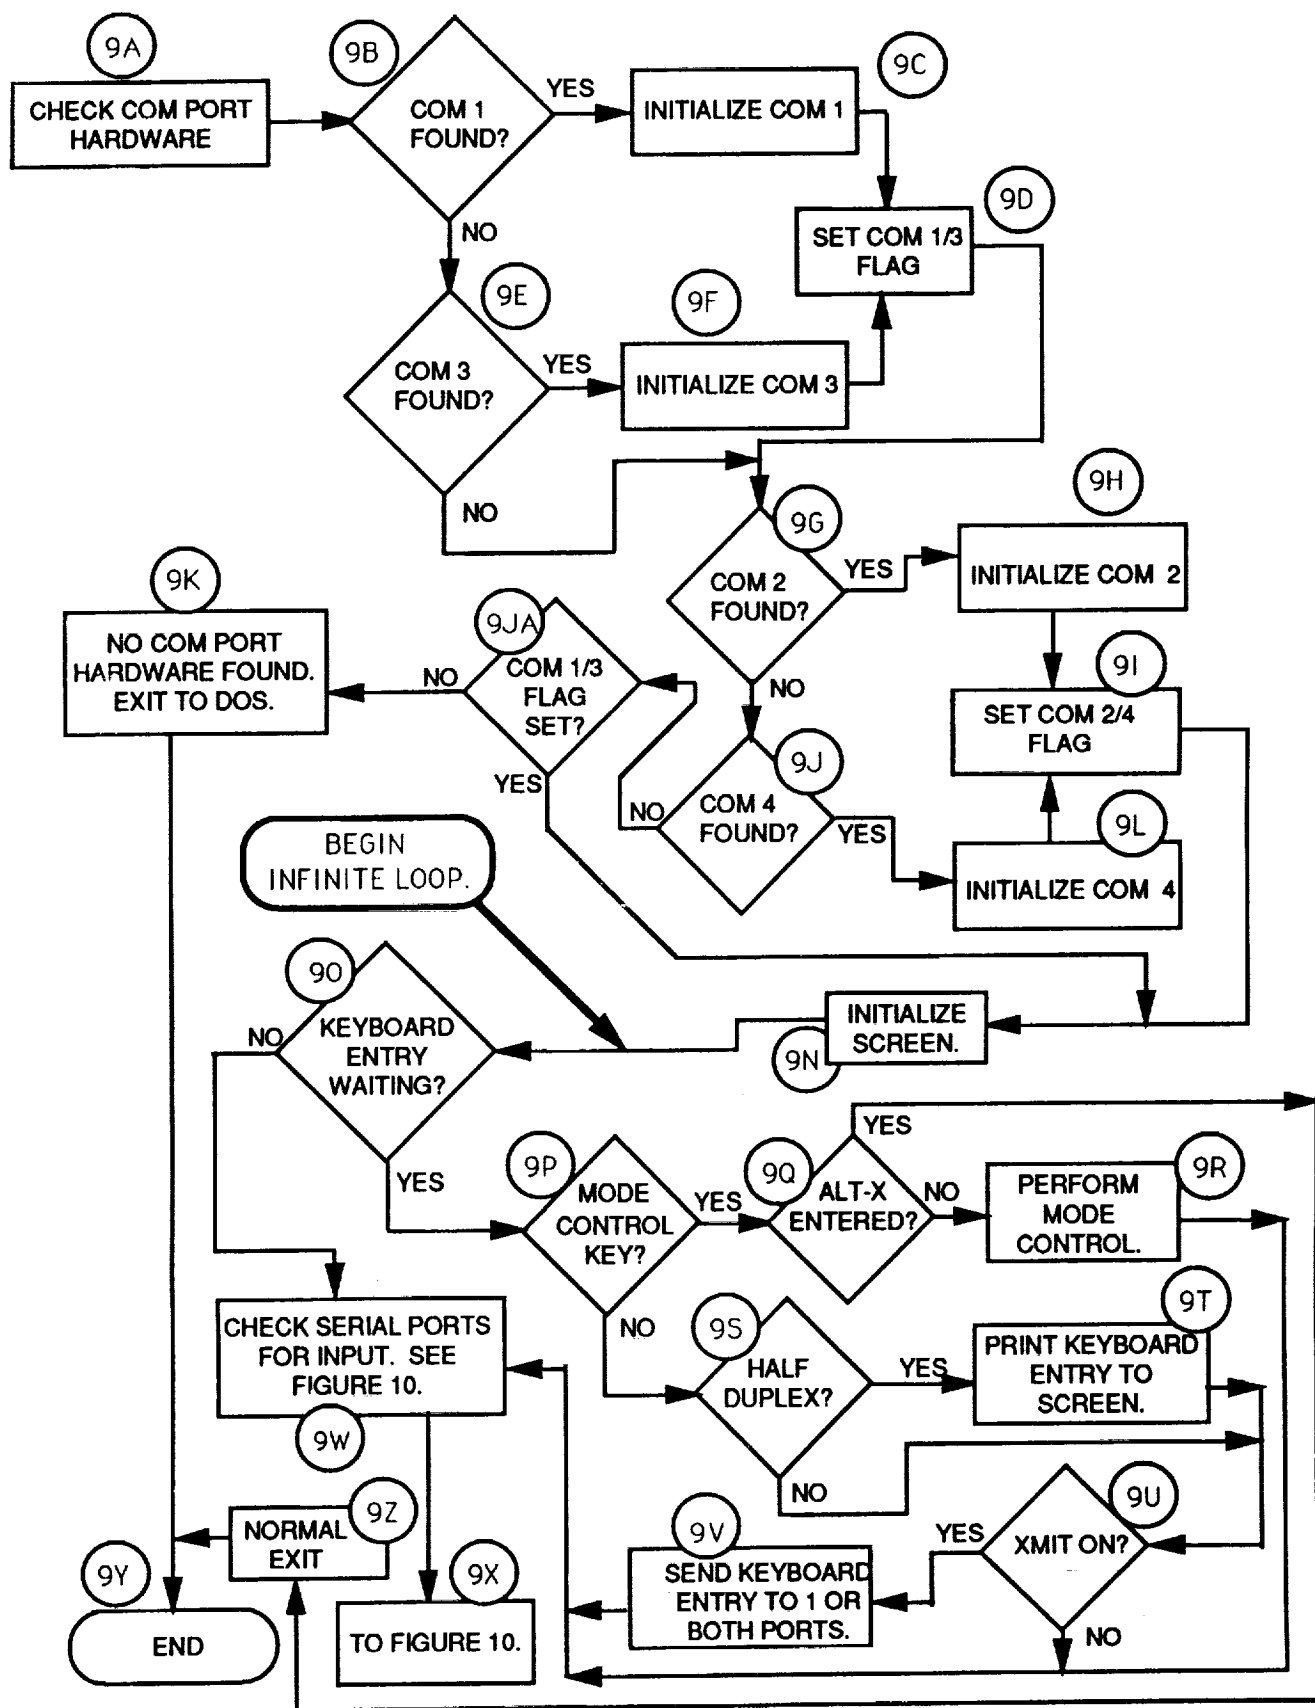 9A
9B
9C
CHECK COM PORT
HARDWARE
COM 1
FOUND?
YES
INITIALIZE COM 1
NO
9D
SET COM 1/3
FLAG
9E
9F
COM 3
FOUND?
YES
INITIALIZE COM 3
NO
9G
9H
COM 2
FOUND?
YES
INITIALIZE COM 2
NO
9K
NO COM PORT
HARDWARE FOUND.
EXIT TO DOS.
9JA
NO
COM 1/3
FLAG
SET?
YES
9I
SET COM 2/4
FLAG
9J
NO
COM 4
FOUND?
YES
9L
INITIALIZE COM 4
BEGIN
INFINITE LOOP.
9O
NO
KEYBOARD
ENTRY
WAITING?
YES
INITIALIZE
SCREEN.
9N
9P
MODE
CONTROL
KEY?
YES
NO
9Q
YES
ALT-X
ENTERED?
NO
9R
PERFORM
MODE
CONTROL.
9S
HALF
DUPLEX?
YES
NO
9T
PRINT KEYBOARD
ENTRY TO
SCREEN.
CHECK SERIAL PORTS
FOR INPUT. SEE
FIGURE 10.
9W
9U
XMIT ON?
YES
NO
9V
SEND KEYBOARD
ENTRY TO 1 OR
BOTH PORTS.
9Z
NORMAL
EXIT
9Y
END
9X
TO FIGURE 10.